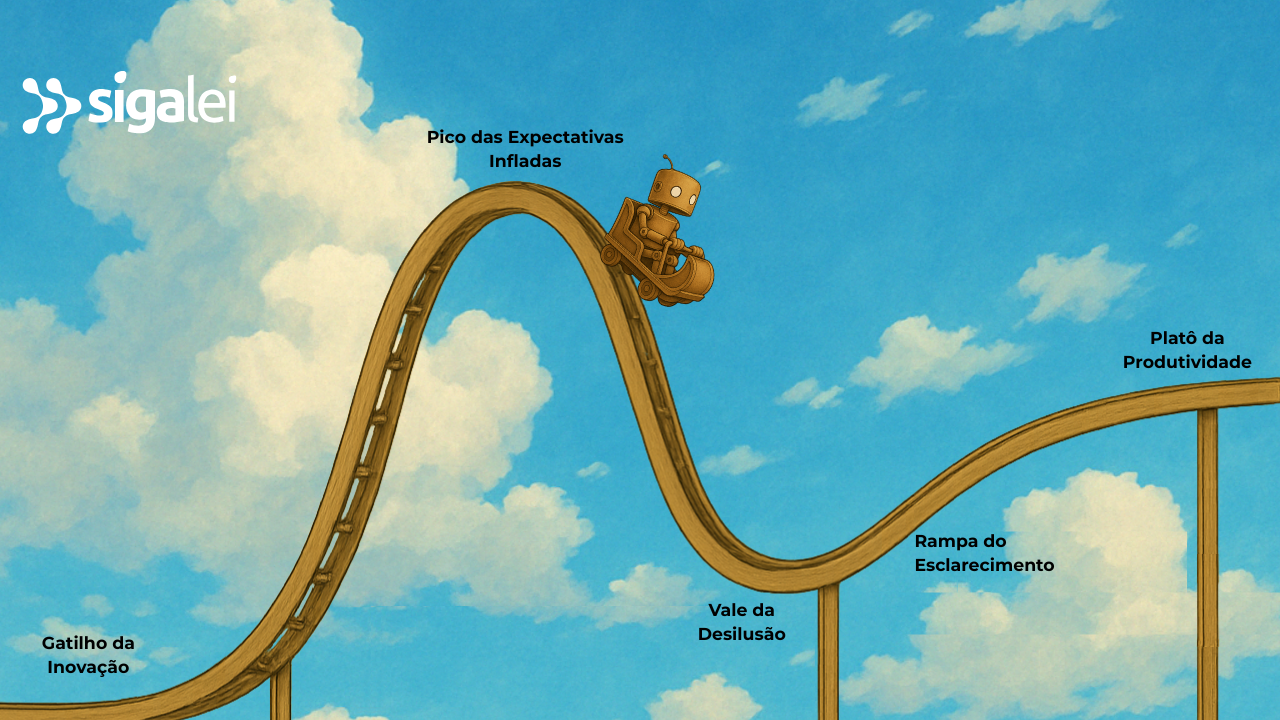 sigalei
Pico das Expectativas
Infladas
Platô da
Produtividade
Rampa do
Esclarecimento
Vale da
Desilusão
Gatilho da
Inovação